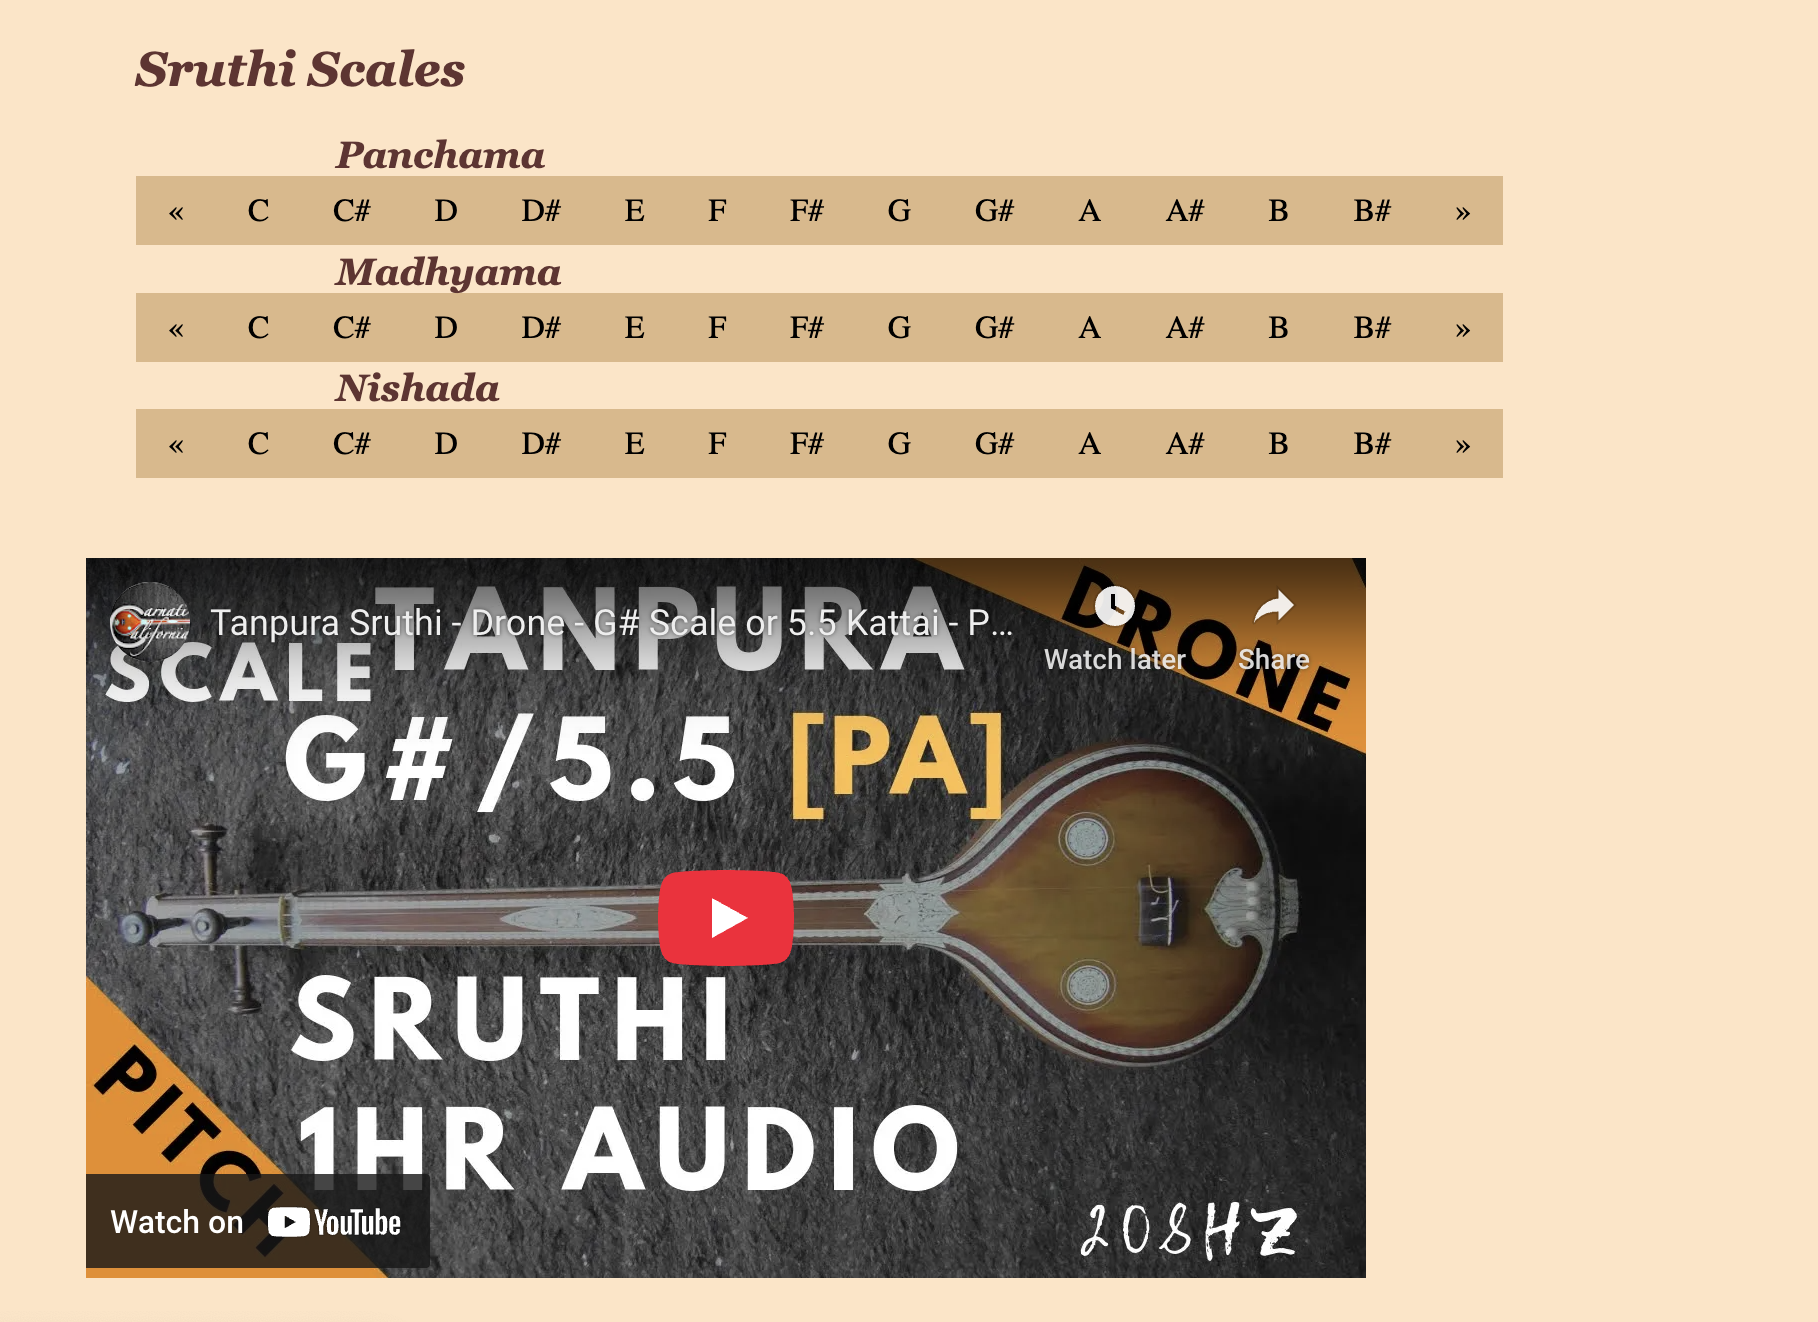 Sruthi Scales
Panchama
« C C# D D# E F F# G G# A A# B B# »
Madhyama
« C C# D D# E F F# G G# A A# B B# »
Nishada
« C C# D D# E F F# G G# A A# B B# »
Carnatic California
Tanpura Sruthi - Drone - G# Scale or 5.5 Kattai - P...
Watch later
Share
TANPURA
DRONE
SCALE
G#/5.5 [PA]
SRUTHI
1HR AUDIO
PITCH
Watch on YouTube
208HZ